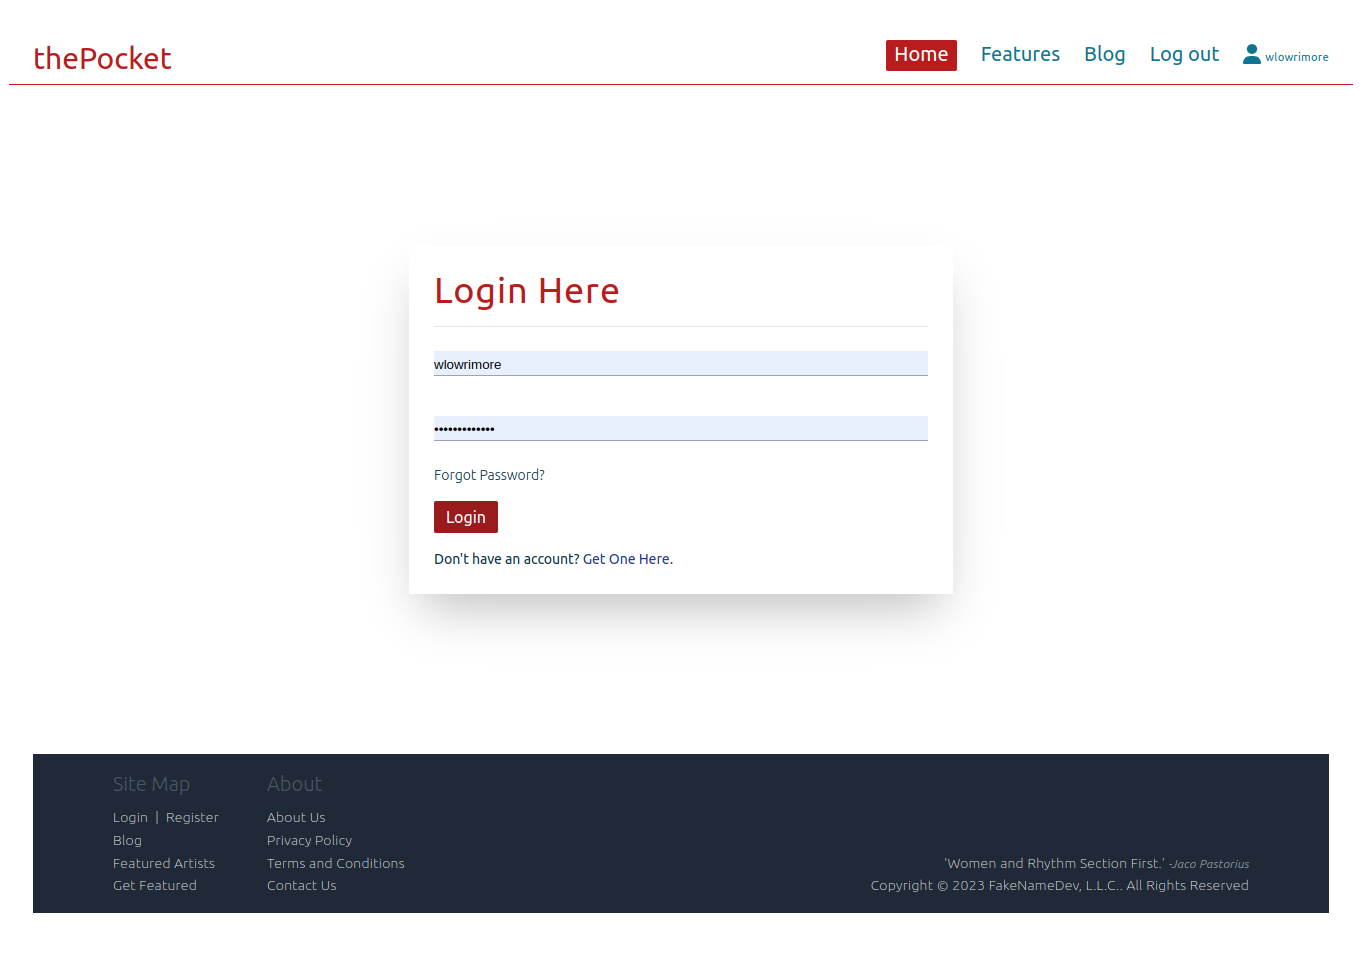 thePocket
Home Features Blog Log out wlowrimore
Login Here
wlowrimore
•••••••••••••
Forgot Password?
Login
Don't have an account? Get One Here.
Site Map
Login | Register
Blog
Featured Artists
Get Featured
About
About Us
Privacy Policy
Terms and Conditions
Contact Us
'Women and Rhythm Section First.' -Jaco Pastorius
Copyright © 2023 FakeNameDev, L.L.C.. All Rights Reserved